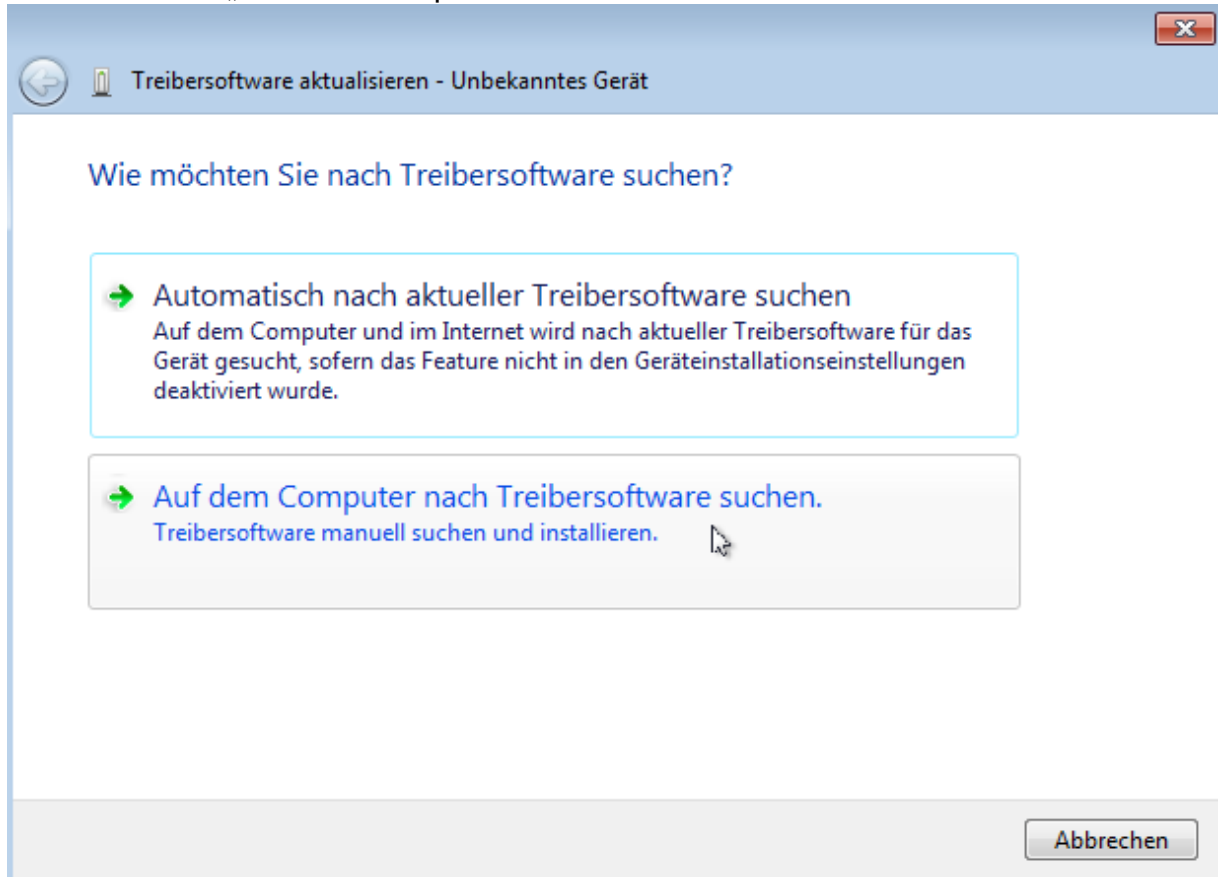 Treibersoftware aktualisieren - Unbekanntes Gerät
Wie möchten Sie nach Treibersoftware suchen?
Automatisch nach aktueller Treibersoftware suchen
Auf dem Computer und im Internet wird nach aktueller Treibersoftware für das
Gerät gesucht, sofern das Feature nicht in den Geräteinstallationseinstellungen
deaktiviert wurde.
Auf dem Computer nach Treibersoftware suchen.
Treibersoftware manuell suchen und installieren.
Abbrechen